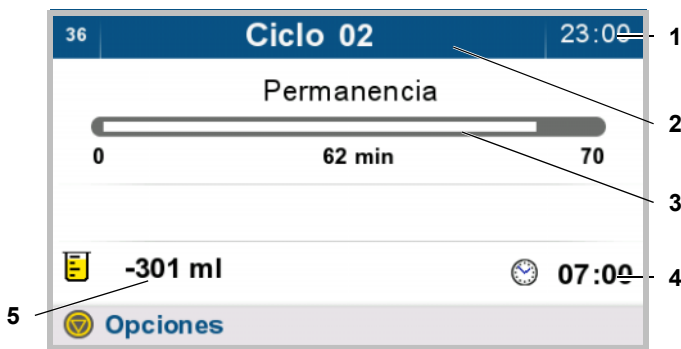 36 Ciclo 02 23:00 1
Permanencia
2
0 62 min 70
3
-301 ml 07:00 4
5
Opciones